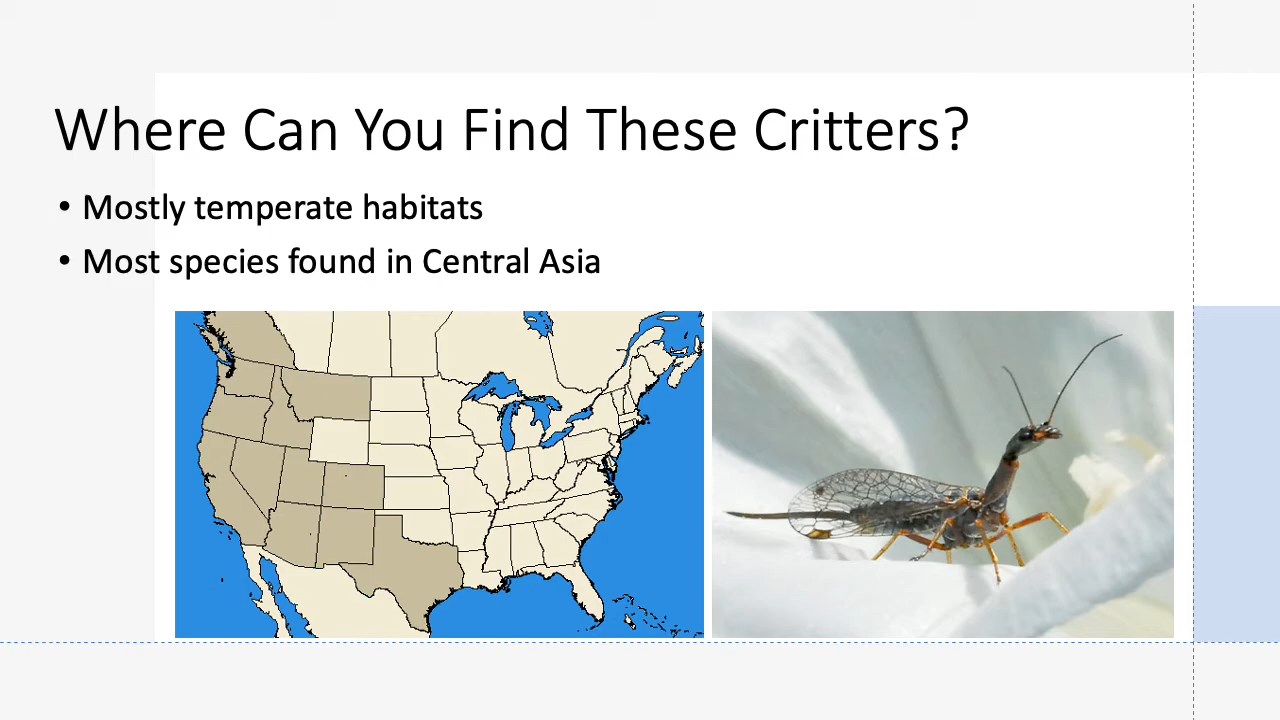 Where Can You Find These Critters?
• Mostly temperate habitats
• Most species found in Central Asia